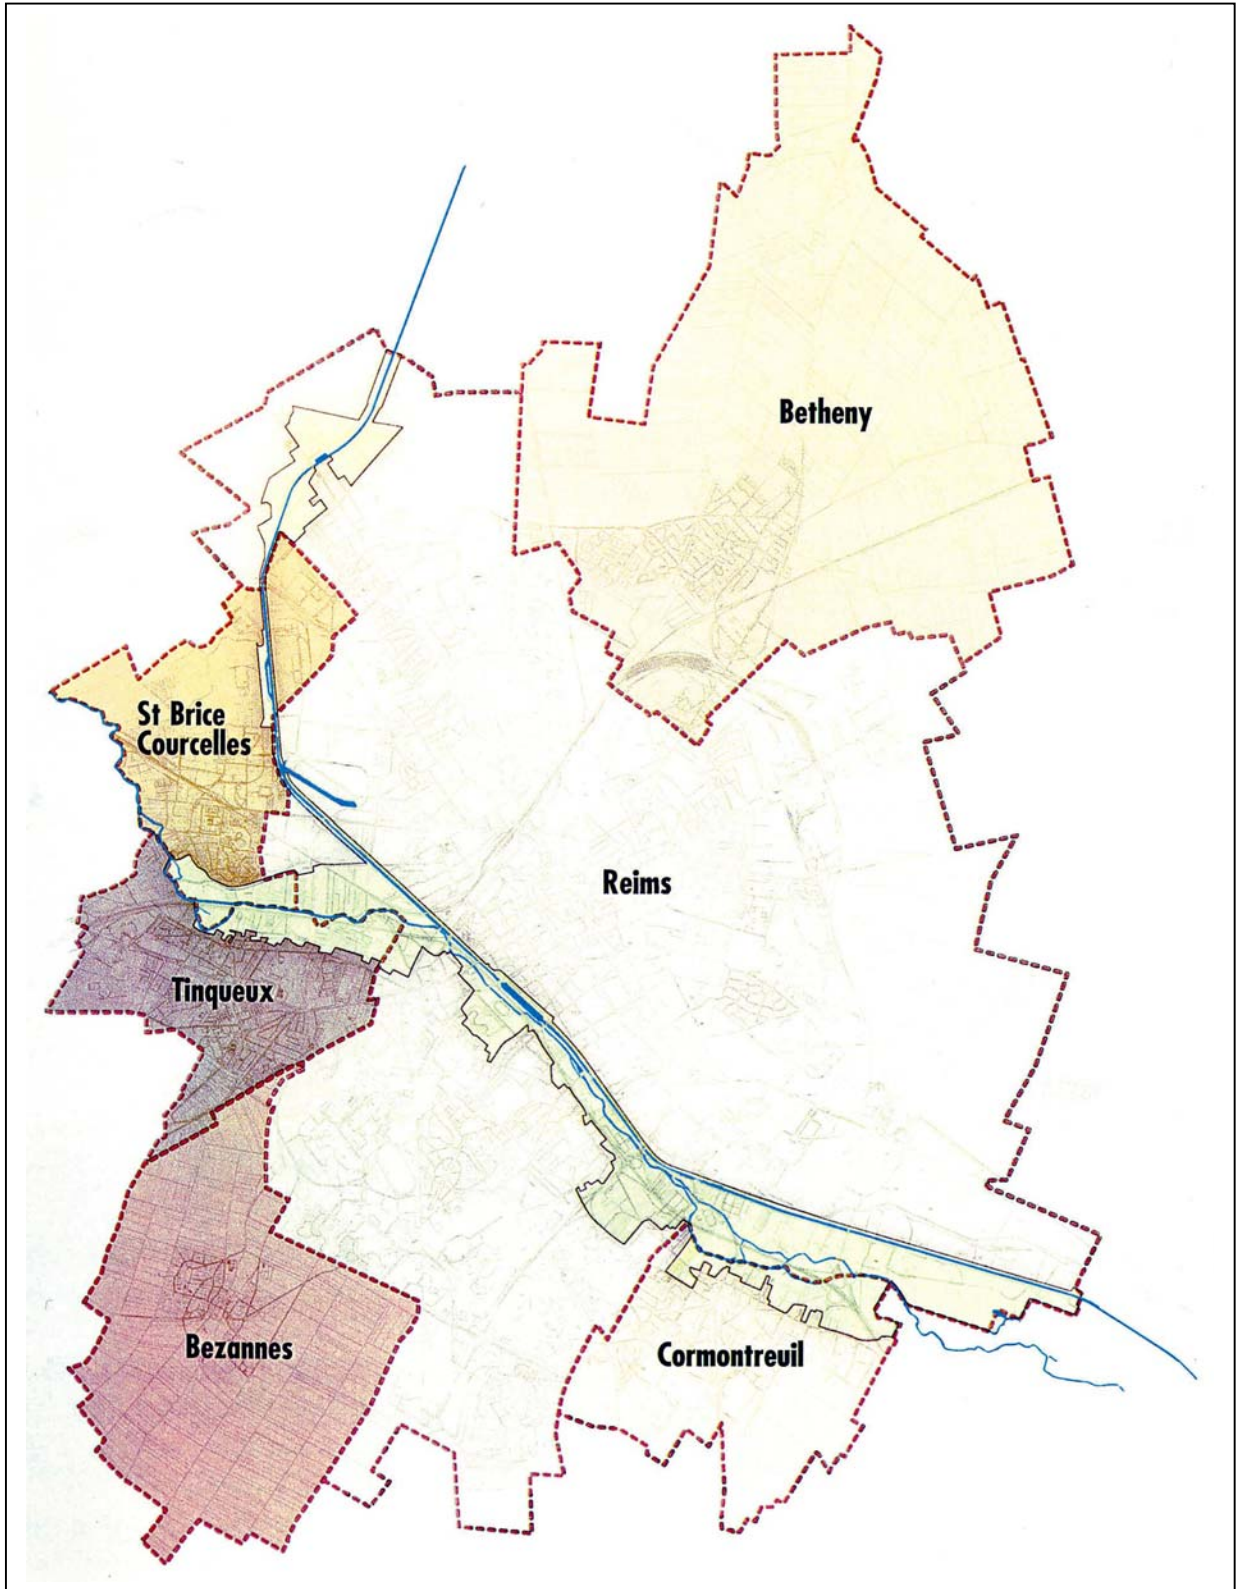 Betheny
St Brice
Courcelles
Reims
Tinqueux
Bezannes
Cormontreuil